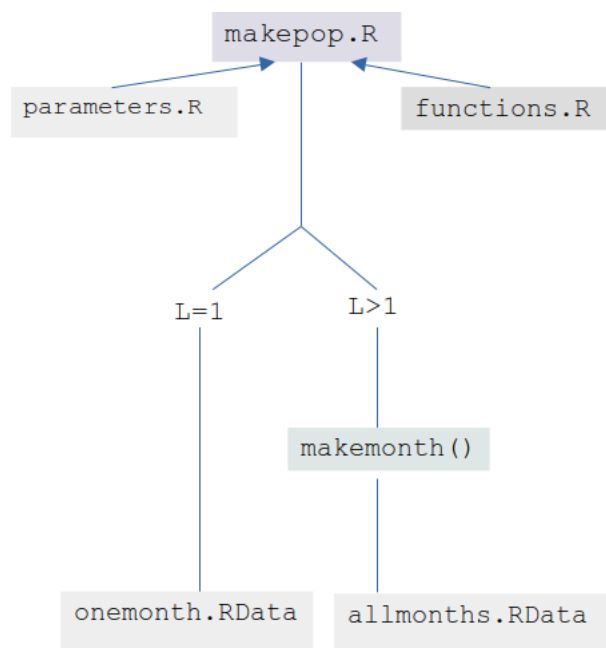 makepop.R
parameters.R
functions.R
L=1
L>1
makemonth()
onemonth.RData
allmonths.RData